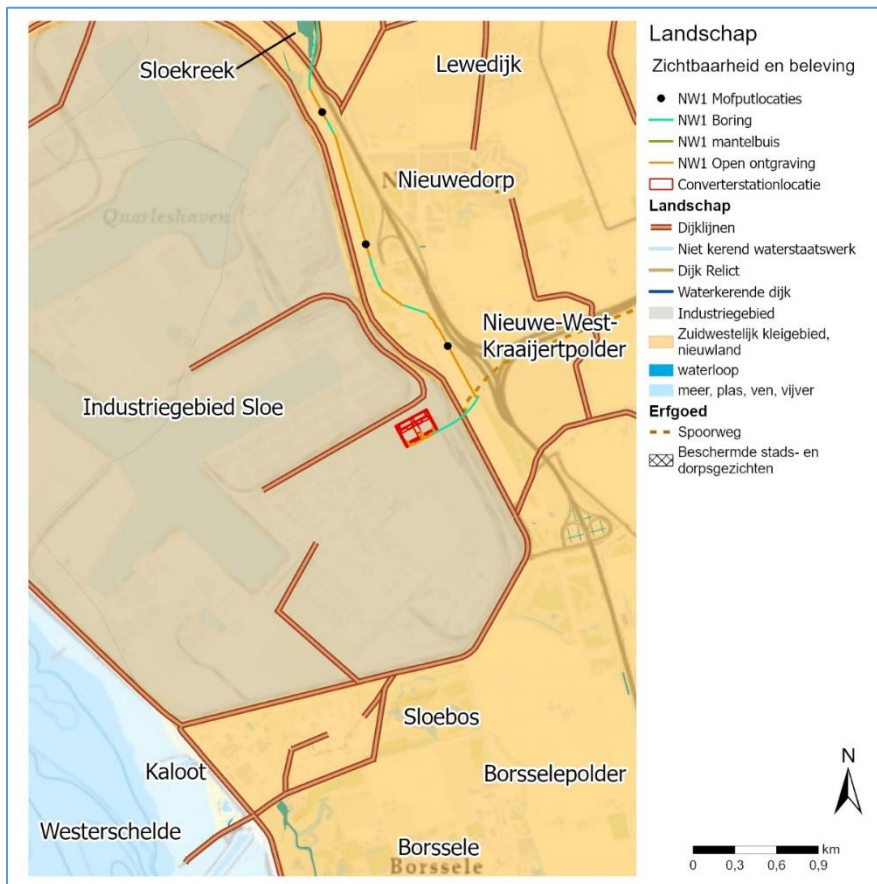 Sloekreek
Lewedijk
N
Nieuwedorp
Quarleshaven
Nieuwe-West-
Kraaijertpolder
Industriegebied Sloe
Sloebos
Kaloot
Borsselepolder
Westerschelde
Borssele
Borssele
Landschap
Zichtbaarheid en beleving
NW1 Mofputlocaties
NW1 Boring
NW1 mantelbuis
NW1 Open ontgraving
Converterstationlocatie
Landschap
Dijklijnen
Niet kerend waterstaatswerk
Dijk Relict
Waterkerende dijk
Industriegebied
Zuidwestelijk kleigebied,
nieuwland
waterloop
meer, plas, ven, vijver
Erfgoed
Spoorweg
Beschermde stads- en
dorpsgezichten
N
km
0 0,3 0,6 0,9